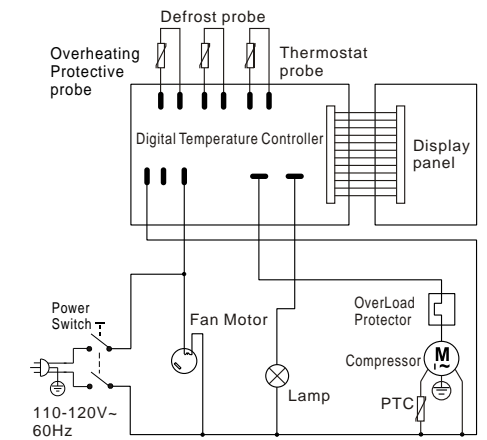 Defrost probe
Overheating
Protective
probe
Thermostat
probe
Digital Temperature Controller
Display
panel
Power
Switch
Fan Motor
OverLoad
Protector
Compressor
M
1~
Lamp
PTC
110-120V~
60Hz